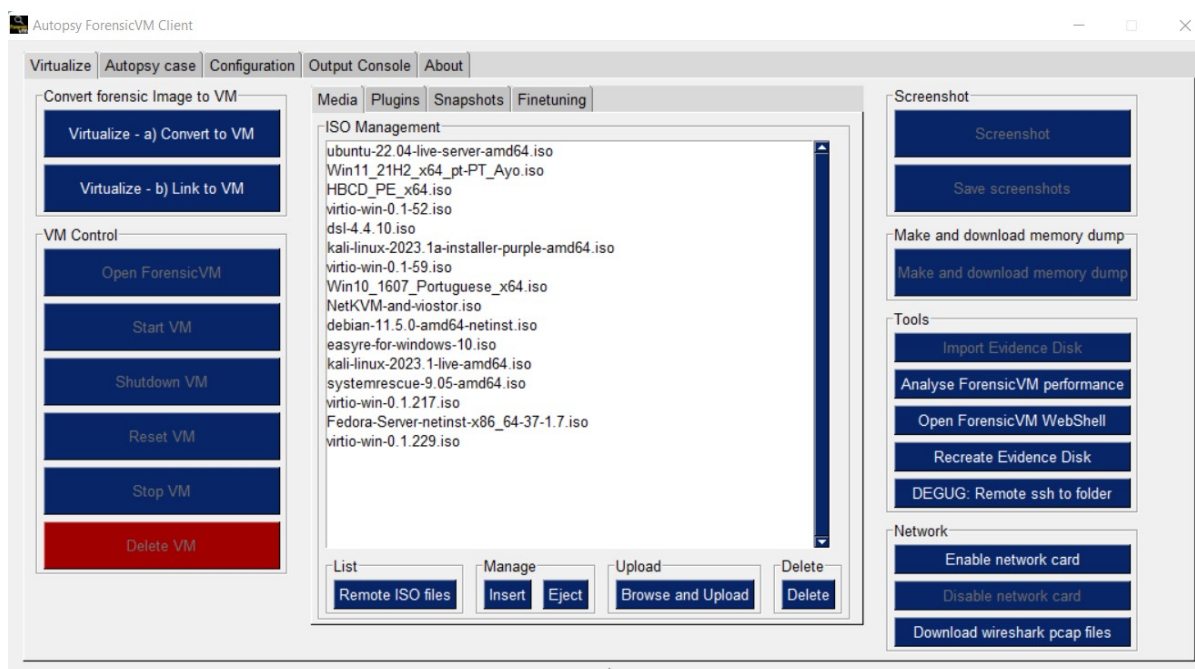 Autopsy ForensicVM Client
Virtualize Autopsy case Configuration Output Console About
Convert forensic Image to VM
Virtualize - a) Convert to VM
Virtualize - b) Link to VM
VM Control
Open ForensicVM
Start VM
Shutdown VM
Reset VM
Stop VM
Delete VM
Media Plugins Snapshots Finetuning
ISO Management
ubuntu-22.04-live-server-amd64.iso
Win11_21H2_x64_pt-PT_Ayo.iso
HBCD_PE_x64.iso
virtio-win-0.1-52.iso
dsl-4.4.10.iso
kali-linux-2023.1a-installer-purple-amd64.iso
virtio-win-0.1-59.iso
Win10_1607_Portuguese_x64.iso
NetKVM-and-viostor.iso
debian-11.5.0-amd64-netinst.iso
easyre-for-windows-10.iso
kali-linux-2023.1-live-amd64.iso
systemrescue-9.05-amd64.iso
virtio-win-0.1.217.iso
Fedora-Server-netinst-x86_64-37-1.7.iso
virtio-win-0.1.229.iso
List Manage Upload Delete
Remote ISO files Insert Eject Browse and Upload Delete
Screenshot
Screenshot
Save screenshots
Make and download memory dump
Make and download memory dump
Tools
Import Evidence Disk
Analyse ForensicVM performance
Open ForensicVM WebShell
Recreate Evidence Disk
DEGUG: Remote ssh to folder
Network
Enable network card
Disable network card
Download wireshark pcap files